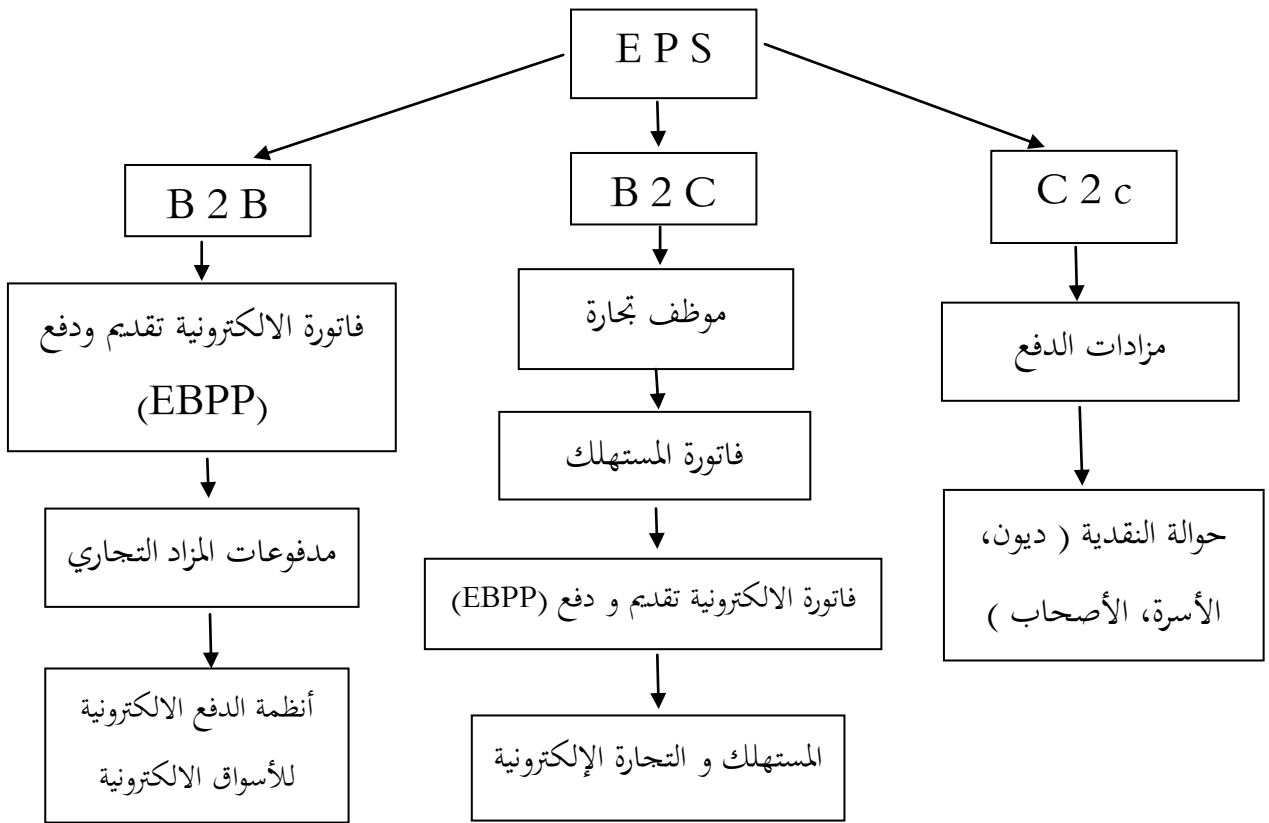 E P S
B 2 B
B 2 C
C 2 c
فاتورة الالكترونية تقديم ودفع
(EBPP)
موظف تجارة
مزادات الدفع
فاتورة المستهلك
مدفوعات المزاد التجاري
فاتورة الالكترونية تقديم و دفع (EBPP)
حوالة النقدية ( ديون،
الأسرة، الأصحاب )
أنظمة الدفع الالكترونية
للأسواق الالكترونية
المستهلك و التجارة الإلكترونية